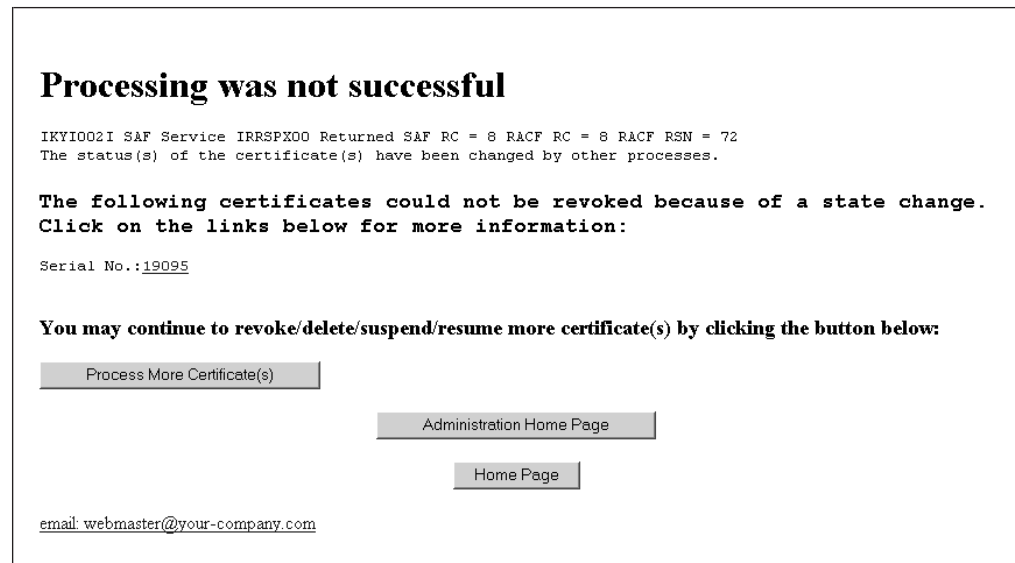 Processing was not successful
IKYI002I SAF Service IRRSPX00 Returned SAF RC = 8 RACF RC = 8 RACF RSN = 72
The status(s) of the certificate(s) have been changed by other processes.
The following certificates could not be revoked because of a state change.
Click on the links below for more information:
Serial No.:19095
You may continue to revoke/delete/suspend/resume more certificate(s) by clicking the button below:
Process More Certificate(s)
Administration Home Page
Home Page
email: webmaster@your-company.com